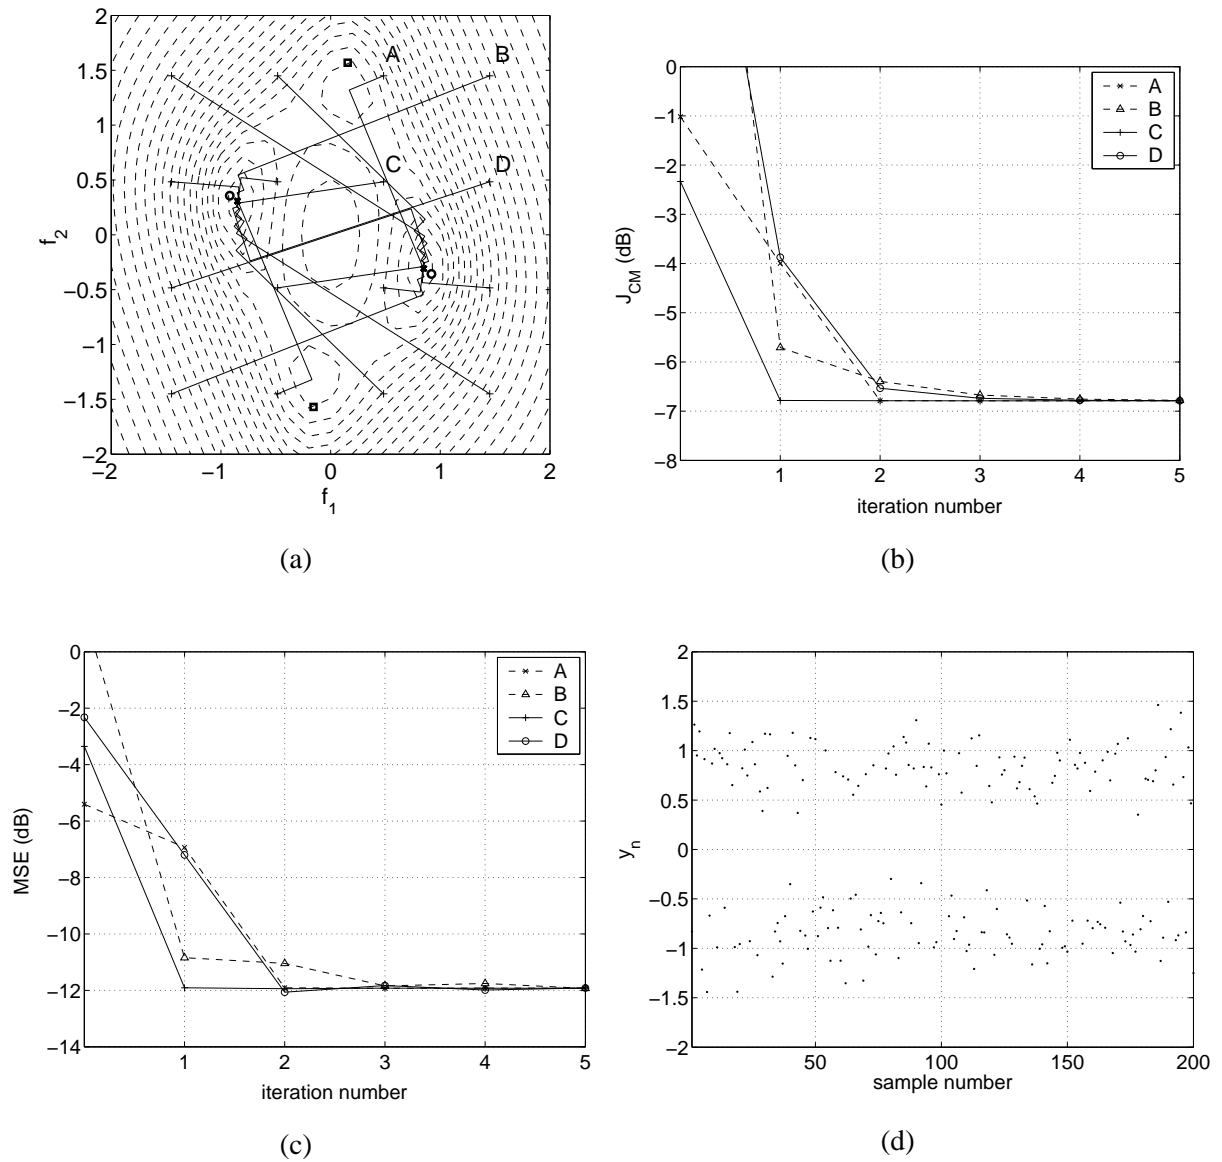 2
1.5
1
0.5
0
−0.5
−1
−1.5
−2
f2
−2 −1 0 1 2
f1
A B
C D
(a)
0
−1
−2
−3
−4
−5
−6
−7
−8
JCM (dB)
0 1 2 3 4 5
iteration number
A
B
C
D
(b)
0
−2
−4
−6
−8
−10
−12
−14
MSE (dB)
1 2 3 4 5
iteration number
A
B
C
D
(c)
2
1.5
1
0.5
0
−0.5
−1
−1.5
−2
yn
50 100 150 200
sample number
(d)